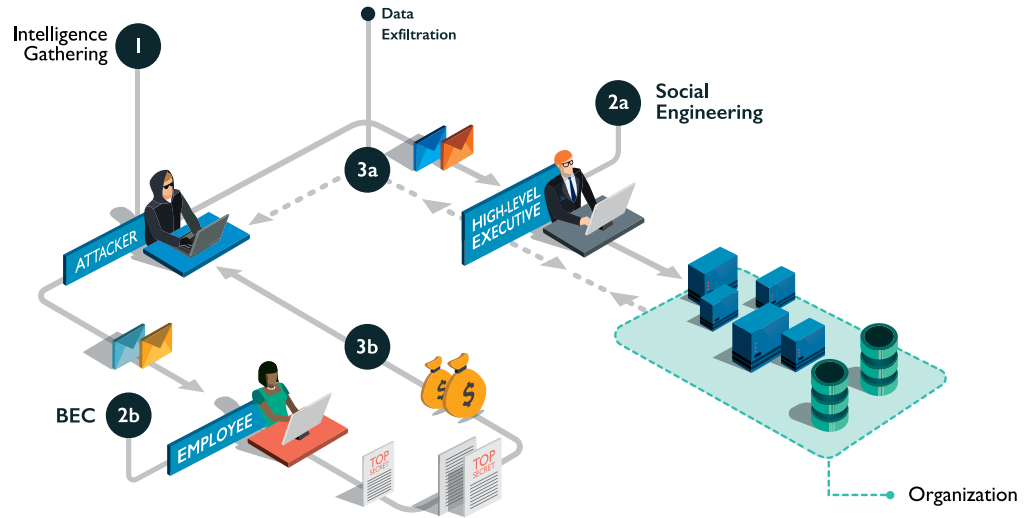 Intelligence
Gathering
1
Data
Exfiltration
2a
Social
Engineering
3a
HIGH-LEVEL
EXECUTIVE
ATTACKER
3b
$
$
BEC
2b
EMPLOYEE
TOP
SECRET
TOP
SECRET
Organization